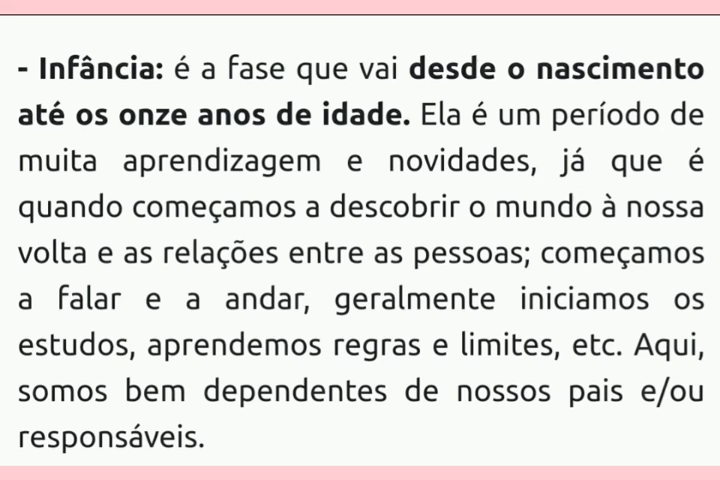 - Infância: é a fase que vai desde o nascimento
até os onze anos de idade. Ela é um período de
muita aprendizagem e novidades, já que é
quando começamos a descobrir o mundo à nossa
volta e as relações entre as pessoas; começamos
a falar e a andar, geralmente iniciamos os
estudos, aprendemos regras e limites, etc. Aqui,
somos bem dependentes de nossos pais e/ou
responsáveis.